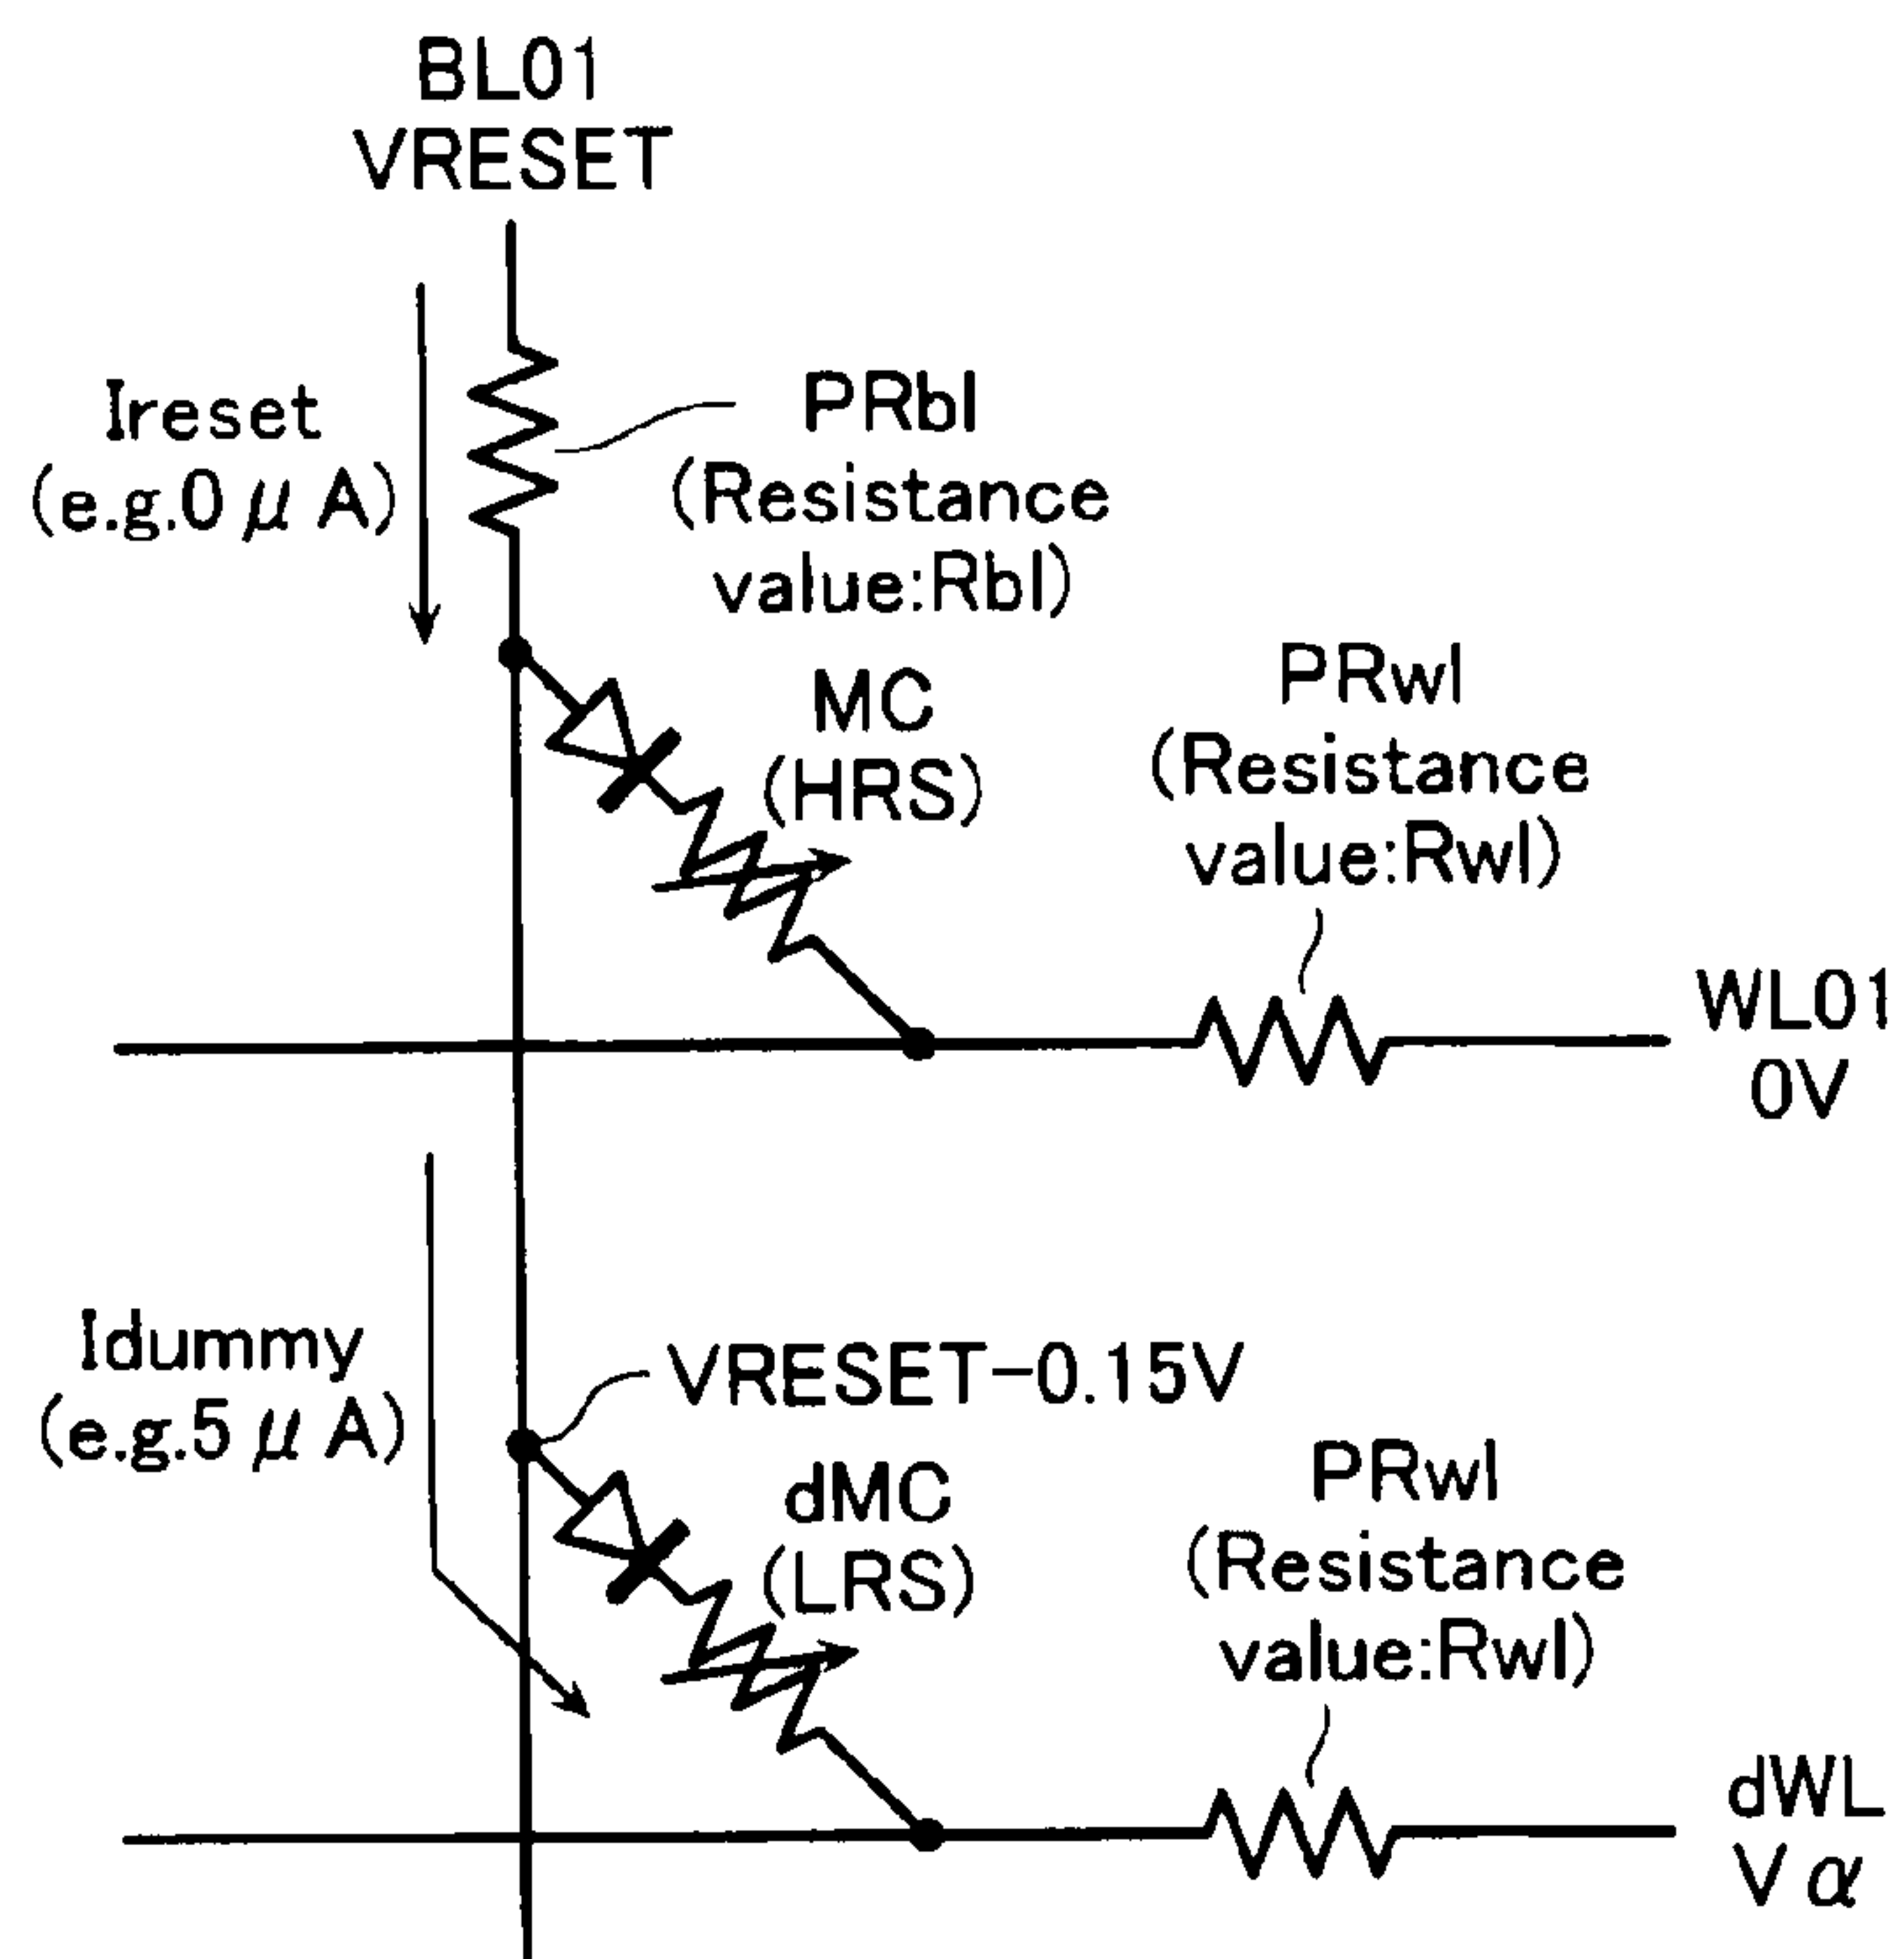 BL01
VRESET
Ireset
(e.g.0 μ A)
PRbl
(Resistance
value:Rbl)
MC
(HRS)
PRwl
(Resistance
value:Rwl)
WL01
0V
Idummy
(e.g.5 μ A)
VRESET-0.15V
dMC
(LRS)
PRwl
(Resistance
value:Rwl)
dWL
V α